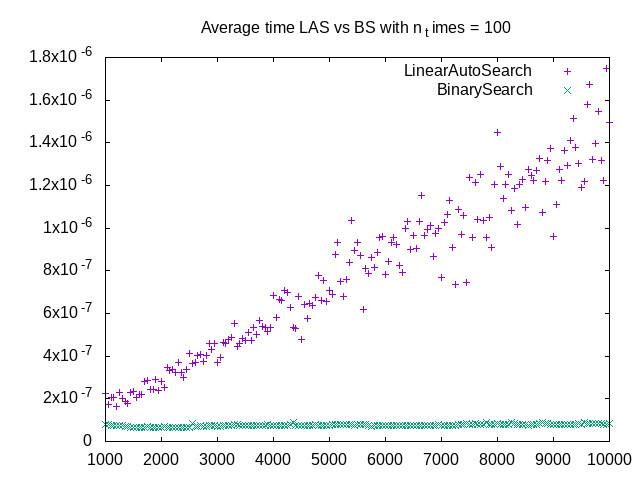 Average time LAS vs BS with n t imes = 100
LinearAutoSearch
BinarySearch
1.8x10 -6
1.6x10 -6
1.4x10 -6
1.2x10 -6
1x10 -6
8x10 -7
6x10 -7
4x10 -7
2x10 -7
0
1000 2000 3000 4000 5000 6000 7000 8000 9000 10000